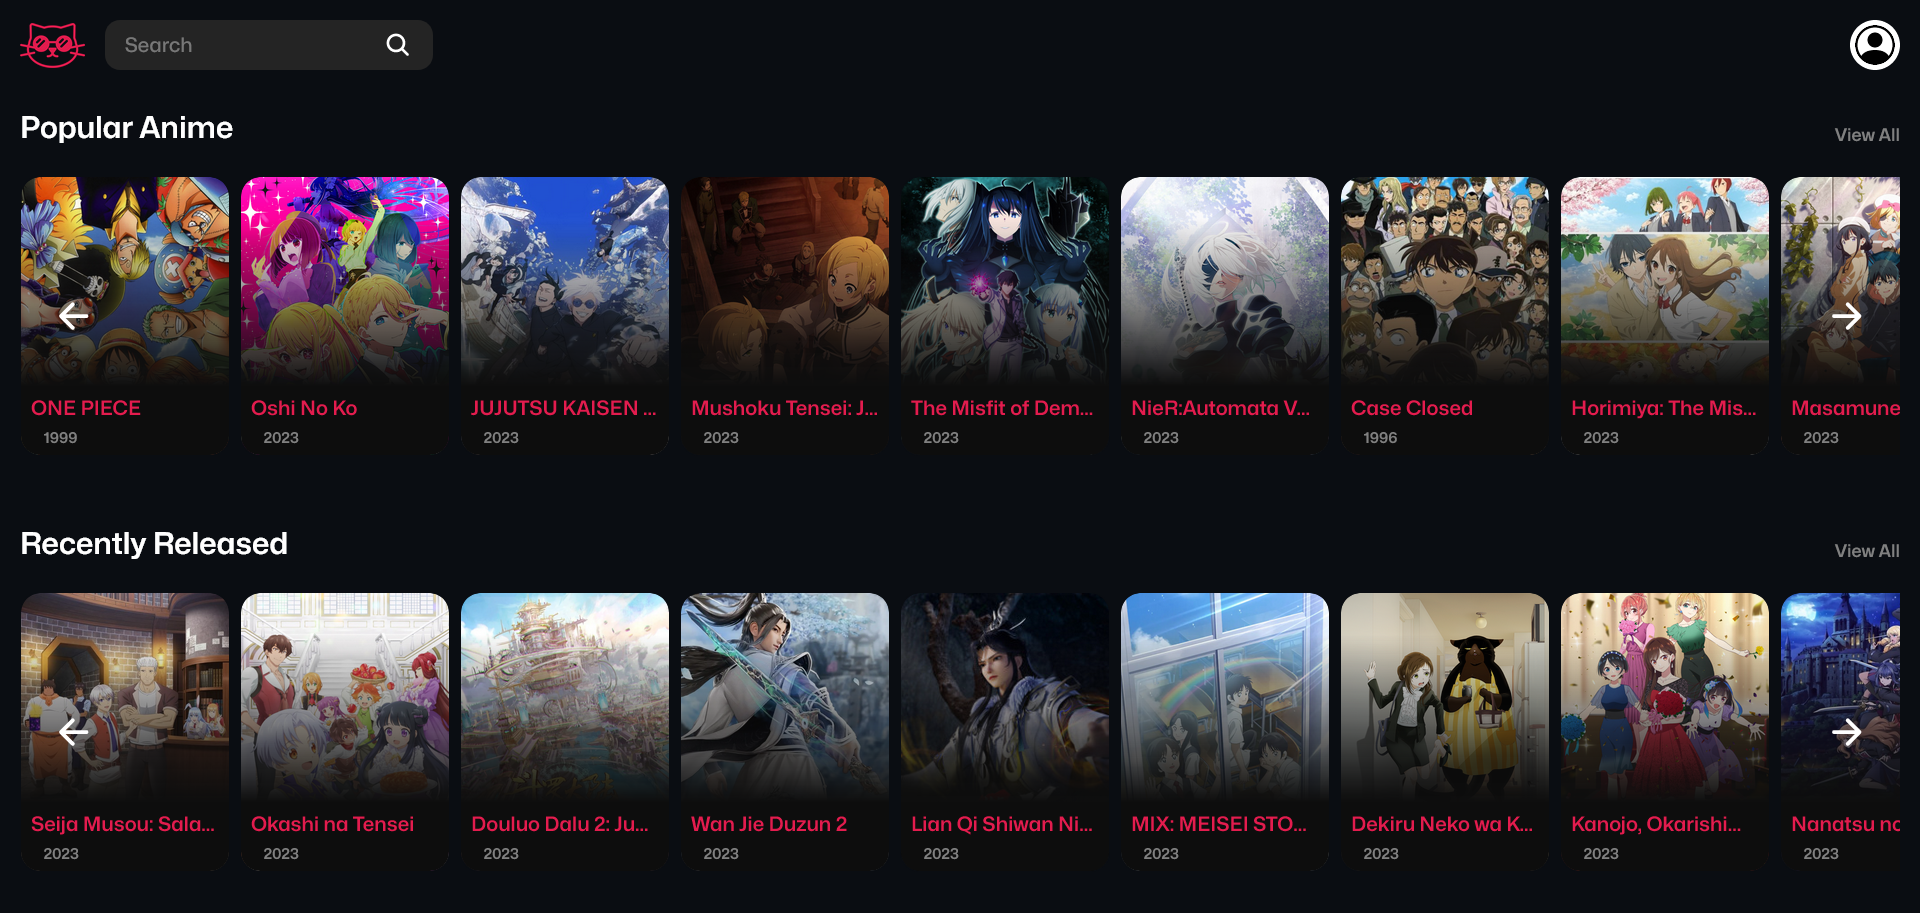 Search
Popular Anime
View All
ONE PIECE
1999
Oshi No Ko
2023
JUJUTSU KAISEN ...
2023
Mushoku Tensei: J...
2023
The Misfit of Dem...
2023
NieR:Automata V...
2023
Case Closed
1996
Horimiya: The Mis...
2023
Masamune
2023
Recently Released
View All
Seija Musou: Sala...
2023
Okashi na Tensei
2023
Douluo Dalu 2: Ju...
2023
Wan Jie Duzun 2
2023
Lian Qi Shiwan Ni...
2023
MIX: MEISEI STO...
2023
Dekiru Neko wa K...
2023
Kanojo, Okarishi...
2023
Nanatsu no
2023